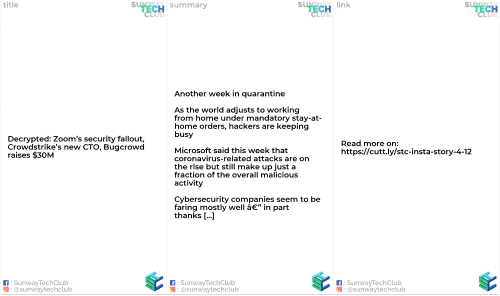 title
SUNWAY
TECH
CLUB
Decrypted: Zoom's security fallout,
Crowdstrike's new CTO, Bugcrowd
raises $30M
: SunwayTechClub
: @sunwaytechclub
summary
SUNWAY
TECH
CLUB
Another week in quarantine
As the world adjusts to working
from home under mandatory stay-at-
home orders, hackers are keeping
busy
Microsoft said this week that
coronavirus-related attacks are on
the rise but still make up just a
fraction of the overall malicious
activity
Cybersecurity companies seem to be
faring mostly well â€” in part
thanks [...]
: SunwayTechClub
: @sunwaytechclub
link
SUNWAY
TECH
CLUB
Read more on:
https://cutt.ly/stc-insta-story-4-12
: SunwayTechClub
: @sunwaytechclub